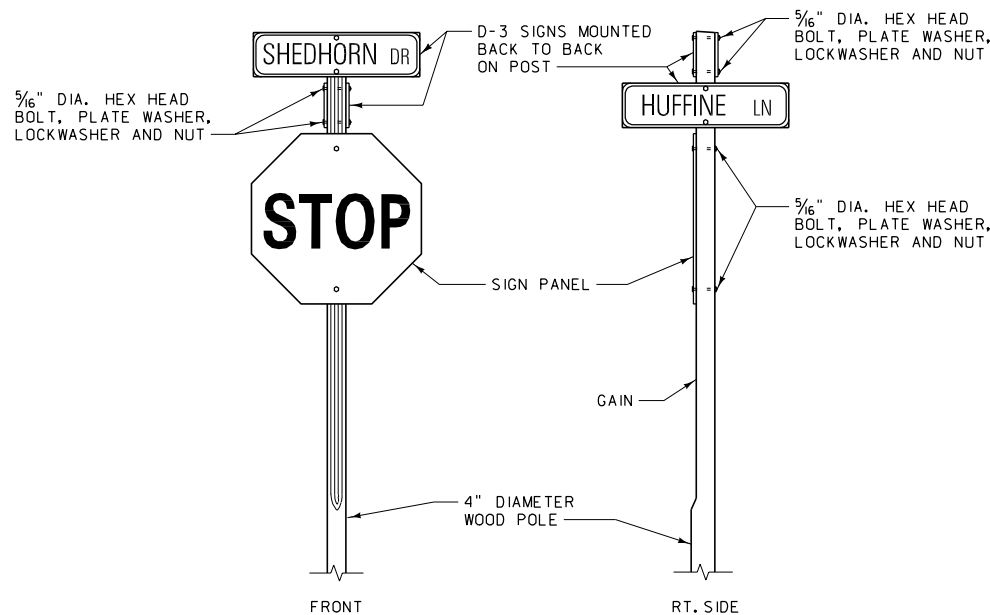 SHEDHORN DR
D-3 SIGNS MOUNTED
BACK TO BACK
ON POST
5/16" DIA. HEX HEAD
BOLT, PLATE WASHER,
LOCKWASHER AND NUT
5/16" DIA. HEX HEAD
BOLT, PLATE WASHER,
LOCKWASHER AND NUT
HUFFINE LN
STOP
5/16" DIA. HEX HEAD
BOLT, PLATE WASHER,
LOCKWASHER AND NUT
SIGN PANEL
GAIN
4" DIAMETER
WOOD POLE
FRONT
RT. SIDE